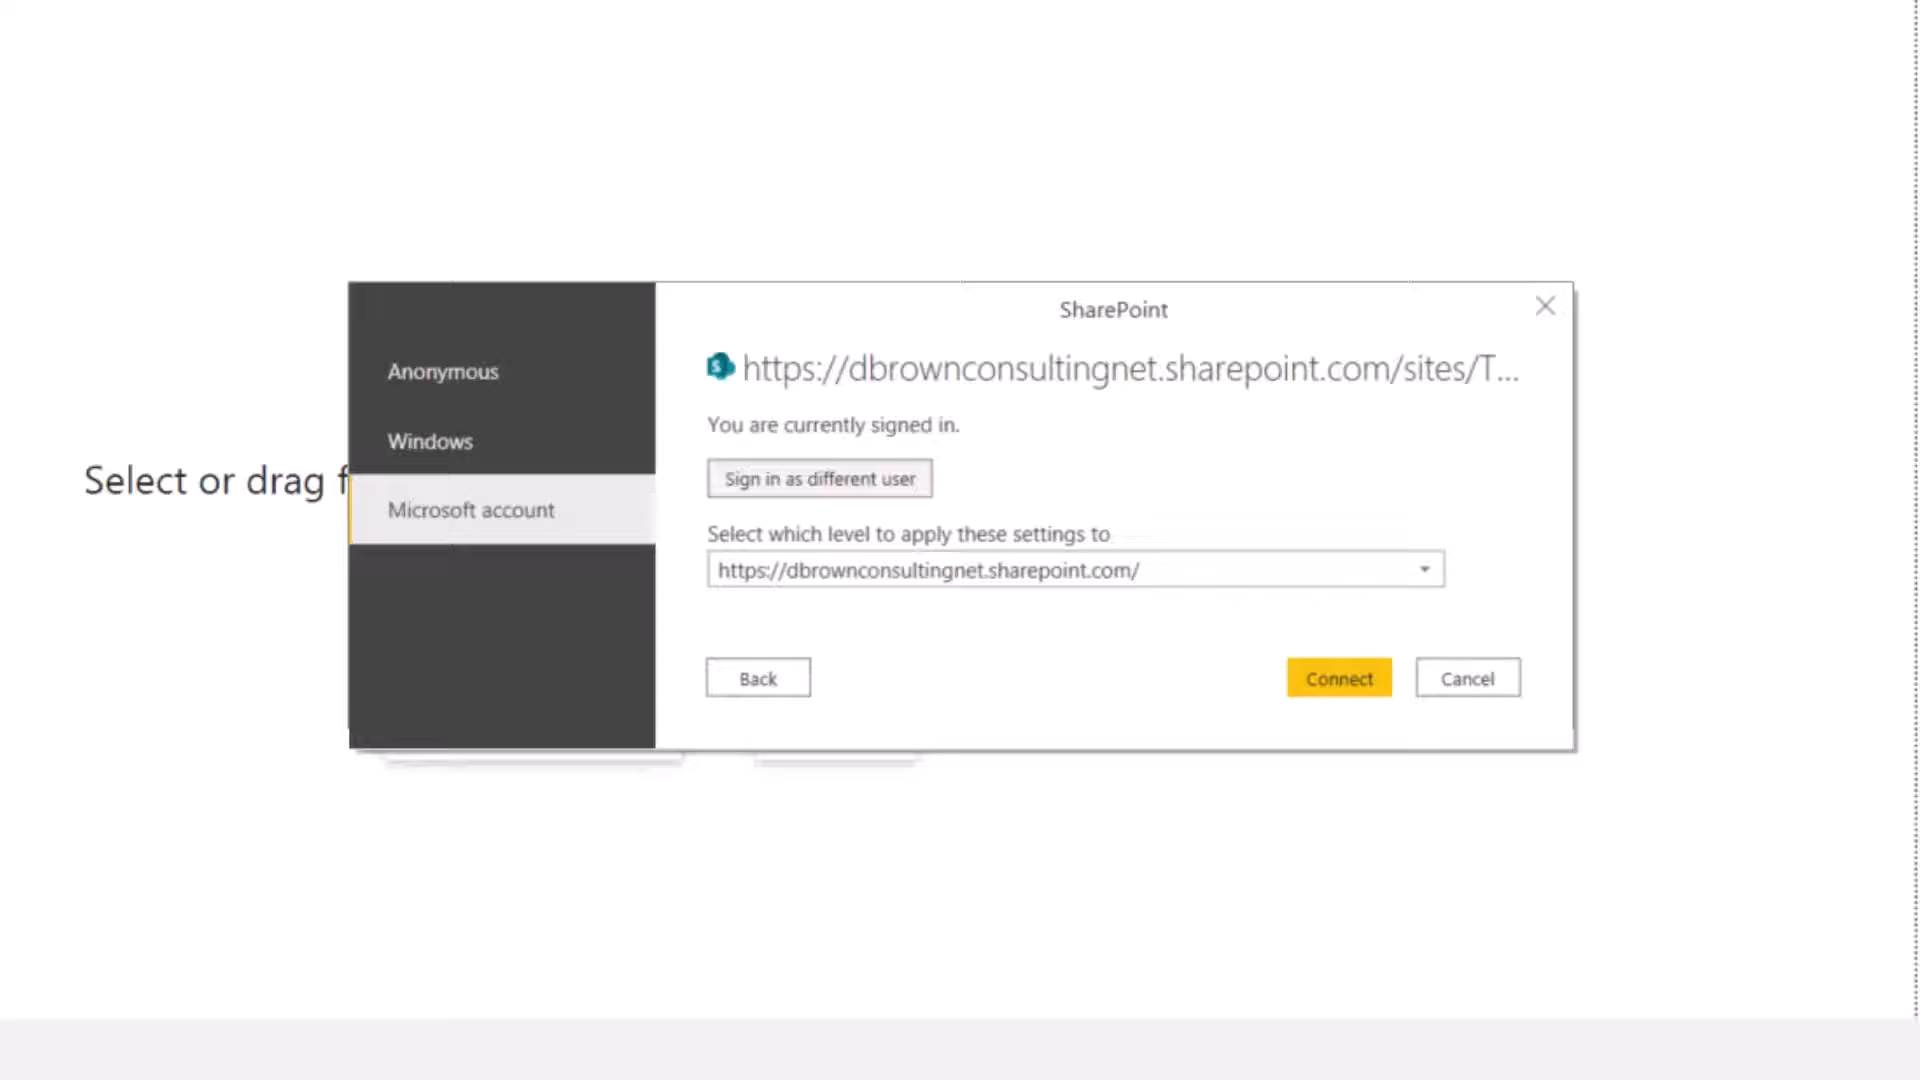 SharePoint
https://dbrownconsultingnet.sharepoint.com/sites/T...
Anonymous
You are currently signed in.
Windows
Select or drag f
Sign in as different user
Microsoft account
Select which level to apply these settings to
https://dbrownconsultingnet.sharepoint.com/
Back
Connect
Cancel